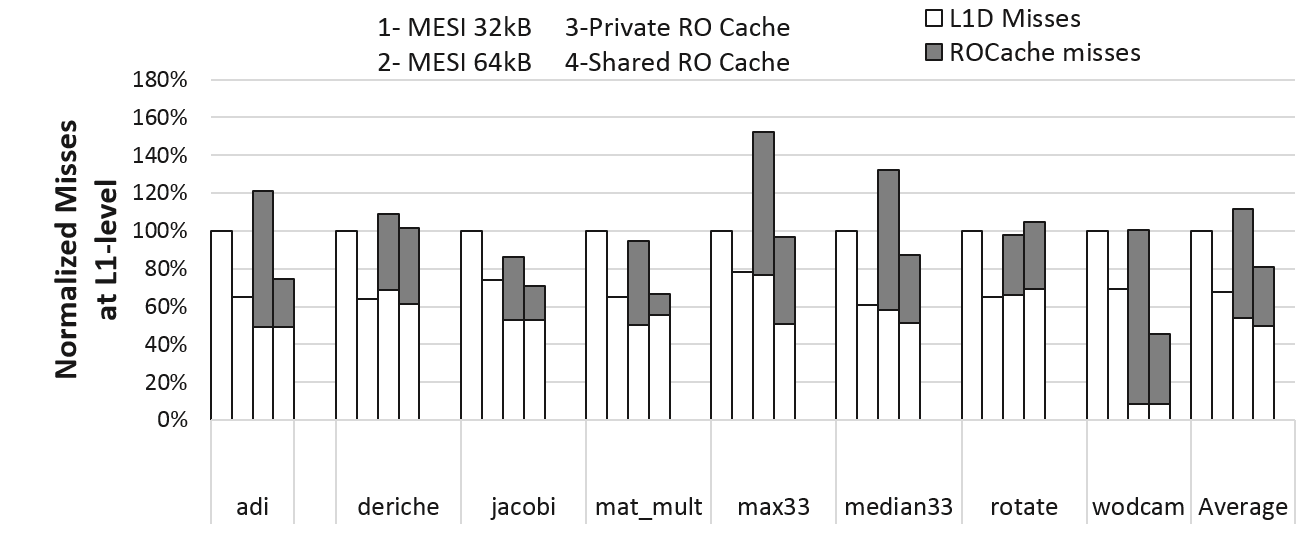 1- MESI 32kB 3-Private RO Cache
2- MESI 64kB 4-Shared RO Cache
L1D Misses
ROCache misses
Normalized Misses
at L1-level
180%
160%
140%
120%
100%
80%
60%
40%
20%
0%
adi deriche jacobi mat_mult max33 median33 rotate wodcam Average